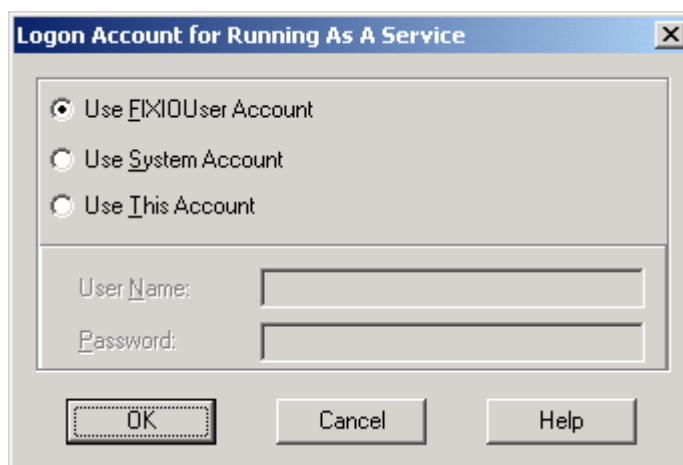 Logon Account for Running As A Service
Use FIXIOUser Account
Use System Account
Use This Account
User Name:
Password:
OK Cancel Help